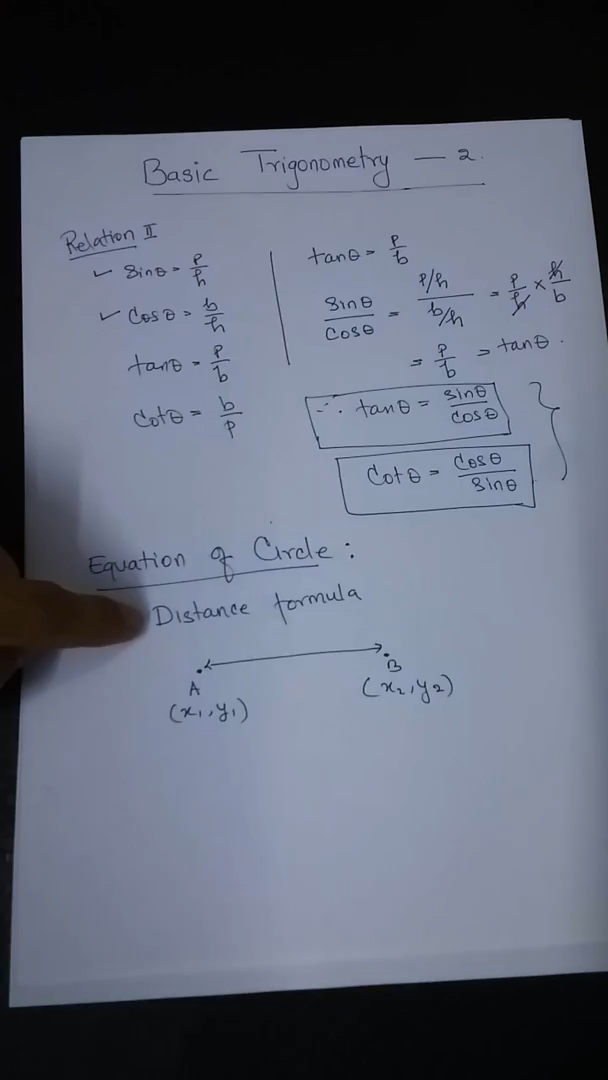 Basic Trigonometry — 2.
Relation II
✓ sinθ = p/h
✓ Cosθ = b/h
tanθ = p/b
Cotθ = b/p
tanθ = p/b
sinθ/cosθ = (p/h)/(b/h) = p/h × h/b
= p/b = tanθ.
∴ tanθ = sinθ/cosθ
Cotθ = Cosθ/sinθ
Equation of Circle :
Distance formula
A B
(x₁, y₁) (x₂, y₂)